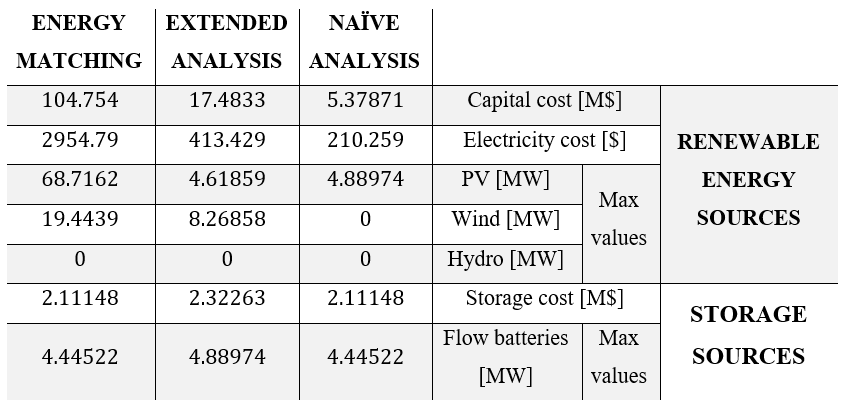 ENERGY MATCHING EXTENDED ANALYSIS NAÏVE ANALYSIS
104.754 17.4833 5.37871 Capital cost [M$] RENEWABLE ENERGY SOURCES
2954.79 413.429 210.259 Electricity cost [$]
68.7162 4.61859 4.88974 PV [MW] Max values
19.4439 8.26858 0 Wind [MW]
0 0 0 Hydro [MW]
2.11148 2.32263 2.11148 Storage cost [M$] STORAGE SOURCES
4.44522 4.88974 4.44522 Flow batteries [MW] Max values